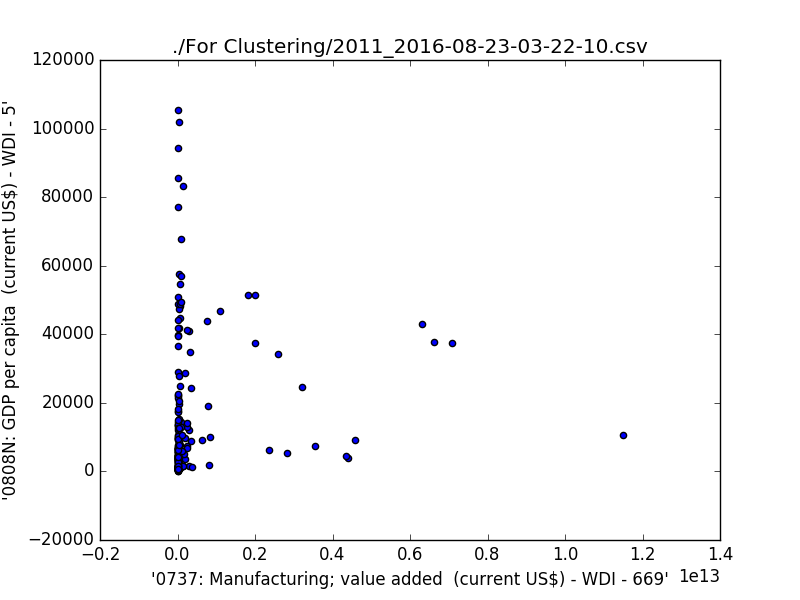 ./For Clustering/2011_2016-08-23-03-22-10.csv
120000
100000
80000
60000
40000
20000
0
−20000
'0808N: GDP per capita  (current US$) - WDI - 5'
−0.2 0.0 0.2 0.4 0.6 0.8 1.0 1.2 1.4
1e13
'0737: Manufacturing; value added  (current US$) - WDI - 669'